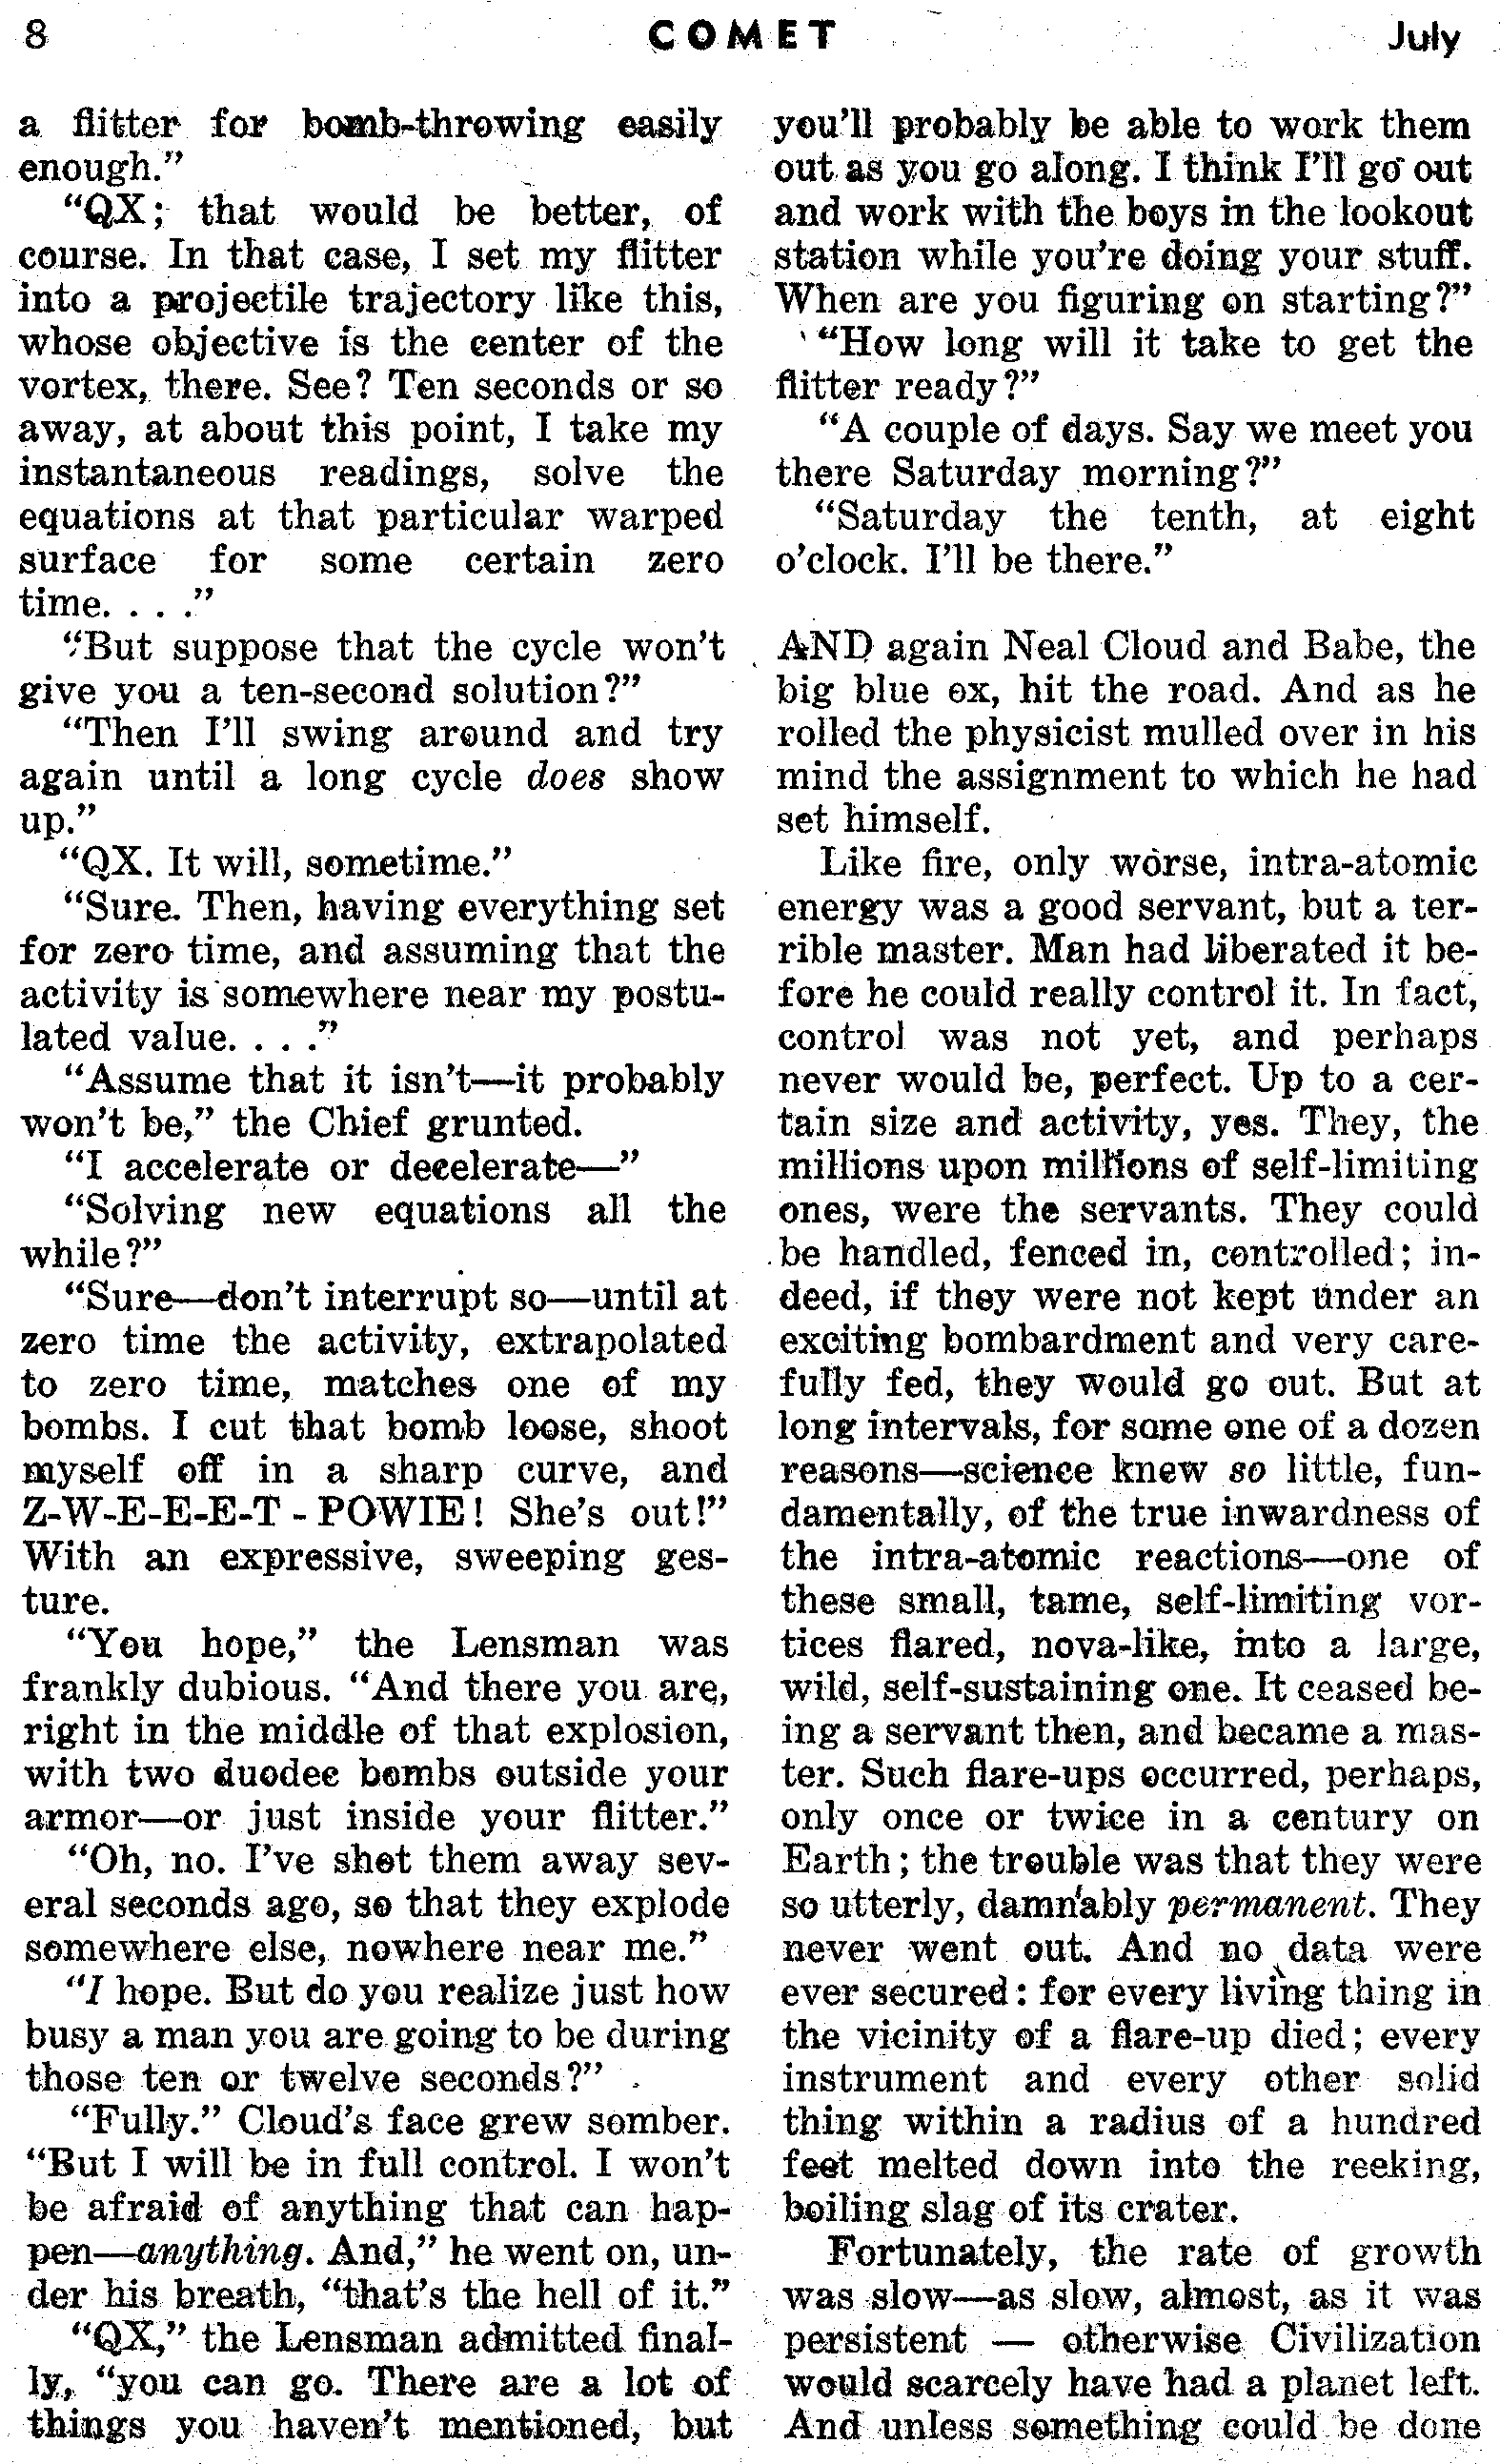 8 COMET July
a flitter for bomb-throwing easily
enough."
"QX; that would be better, of
course. In that case, I set my flitter
into a projectile trajectory like this,
whose objective is the center of the
vortex, there. See? Ten seconds or so
away, at about this point, I take my
instantaneous readings, solve the
equations at that particular warped
surface for some certain zero
time. . . ."
"But suppose that the cycle won't
give you a ten-second solution?"
"Then I'll swing around and try
again until a long cycle does show
up."
"QX. It will, sometime."
"Sure. Then, having everything set
for zero time, and assuming that the
activity is somewhere near my postu-
lated value. . . ."
"Assume that it isn't—it probably
won't be," the Chief grunted.
"I accelerate or decelerate—"
"Solving new equations all the
while?"
"Sure—don't interrupt so—until at
zero time the activity, extrapolated
to zero time, matches one of my
bombs. I cut that bomb loose, shoot
myself off in a sharp curve, and
Z-W-E-E-E-T - POWIE! She's out!"
With an expressive, sweeping ges-
ture.
"You hope," the Lensman was
frankly dubious. "And there you are,
right in the middle of that explosion,
with two duodec bombs outside your
armor—or just inside your flitter."
"Oh, no. I've shot them away sev-
eral seconds ago, so that they explode
somewhere else, nowhere near me."
"I hope. But do you realize just how
busy a man you are going to be during
those ten or twelve seconds?"
"Fully." Cloud's face grew somber.
"But I will be in full control. I won't
be afraid of anything that can hap-
pen—anything. And," he went on, un-
der his breath, "that's the hell of it."
"QX," the Lensman admitted final-
ly, "you can go. There are a lot of
things you haven't mentioned, but
you'll probably be able to work them
out as you go along. I think I'll go out
and work with the boys in the lookout
station while you're doing your stuff.
When are you figuring on starting?"
"How long will it take to get the
flitter ready?"
"A couple of days. Say we meet you
there Saturday morning?"
"Saturday the tenth, at eight
o'clock. I'll be there."
AND again Neal Cloud and Babe, the
big blue ox, hit the road. And as he
rolled the physicist mulled over in his
mind the assignment to which he had
set himself.
Like fire, only worse, intra-atomic
energy was a good servant, but a ter-
rible master. Man had liberated it be-
fore he could really control it. In fact,
control was not yet, and perhaps
never would be, perfect. Up to a cer-
tain size and activity, yes. They, the
millions upon millions of self-limiting
ones, were the servants. They could
be handled, fenced in, controlled; in-
deed, if they were not kept under an
exciting bombardment and very care-
fully fed, they would go out. But at
long intervals, for some one of a dozen
reasons—science knew so little, fun-
damentally, of the true inwardness of
the intra-atomic reactions—one of
these small, tame, self-limiting vor-
tices flared, nova-like, into a large,
wild, self-sustaining one. It ceased be-
ing a servant then, and became a mas-
ter. Such flare-ups occurred, perhaps,
only once or twice in a century on
Earth; the trouble was that they were
so utterly, damnably permanent. They
never went out. And no data were
ever secured: for every living thing in
the vicinity of a flare-up died; every
instrument and every other solid
thing within a radius of a hundred
feet melted down into the reeking,
boiling slag of its crater.
Fortunately, the rate of growth
was slow—as slow, almost, as it was
persistent — otherwise Civilization
would scarcely have had a planet left.
And unless something could be done